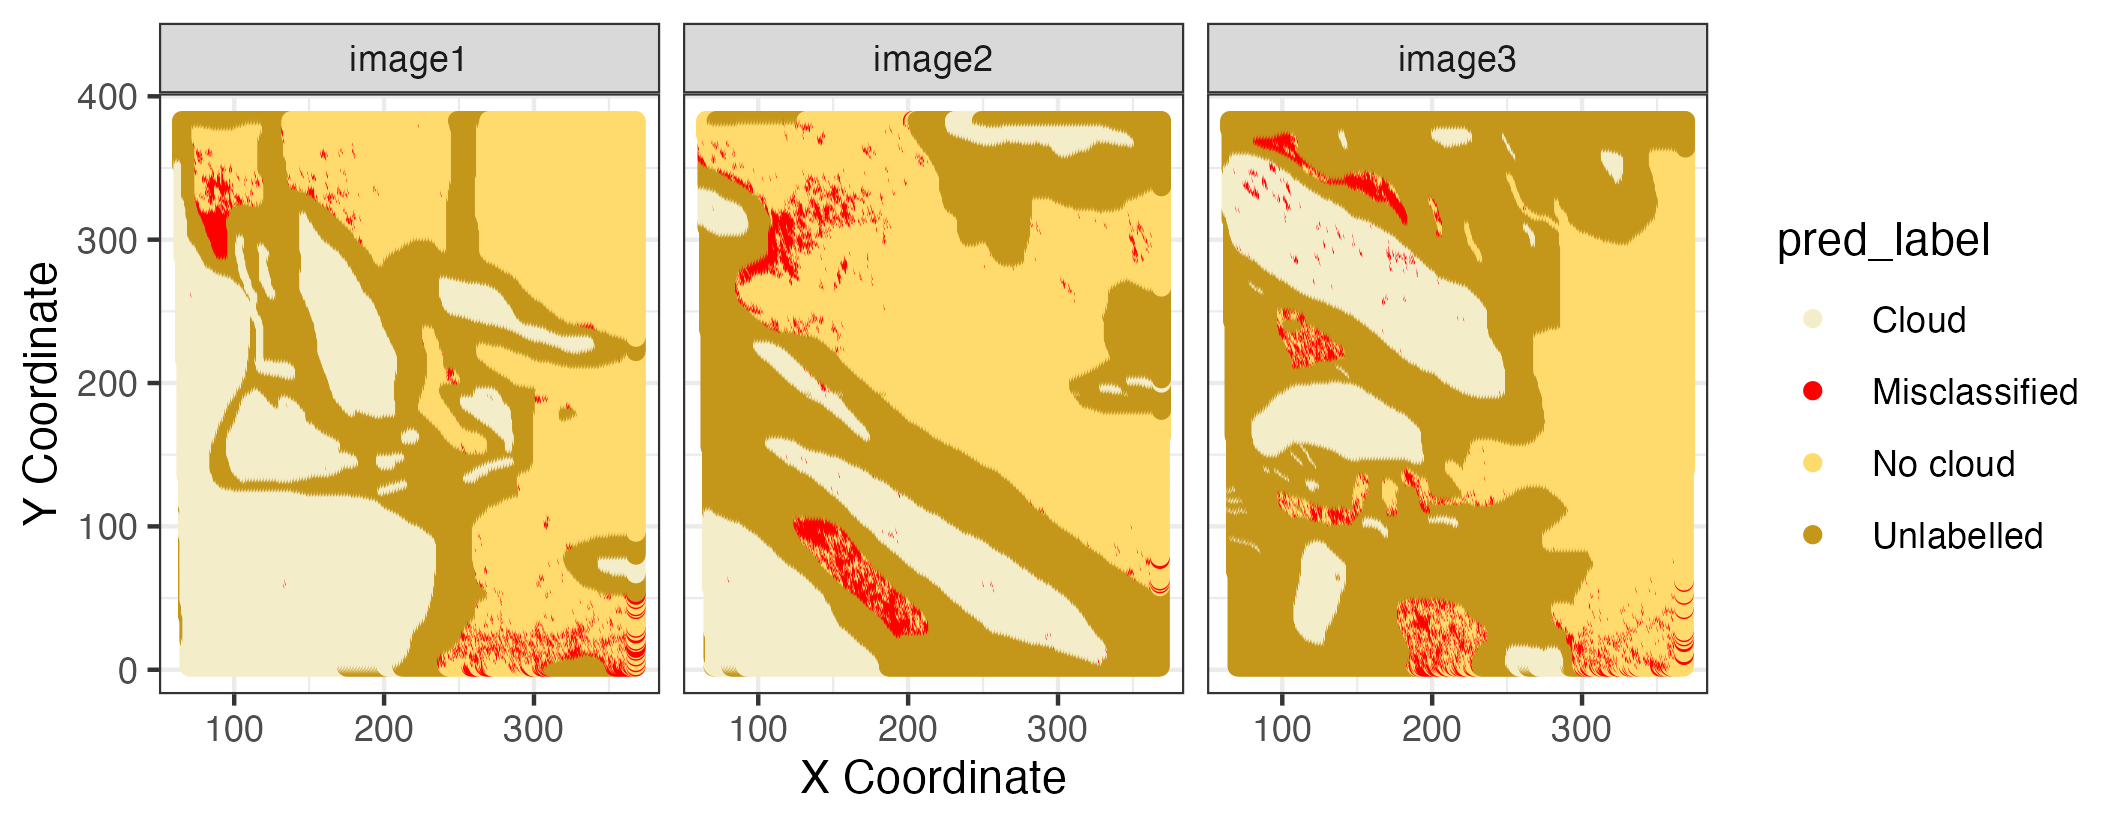 image1 image2 image3
400
300
200
100
0
Y Coordinate
100 200 300 100 200 300 100 200 300
X Coordinate
pred_label
Cloud
Misclassified
No cloud
Unlabelled